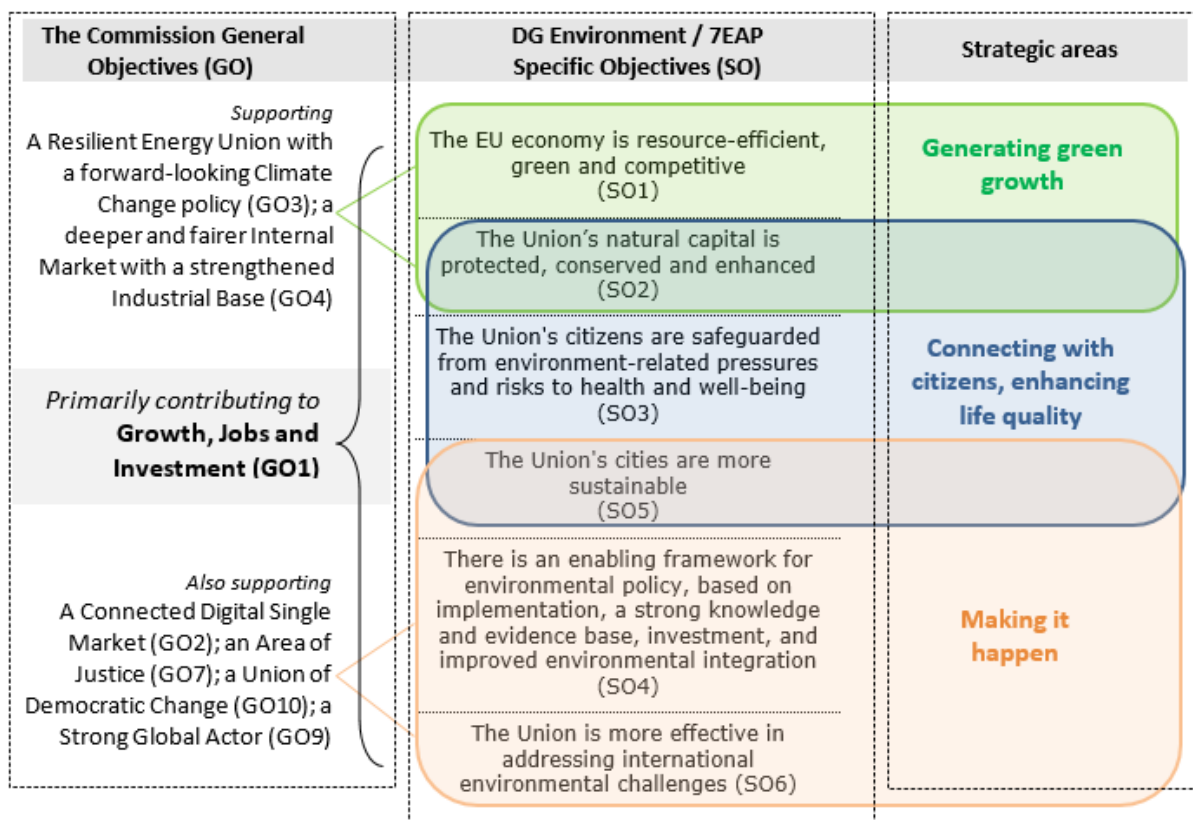 The Commission General
Objectives (GO)
DG Environment / 7EAP
Specific Objectives (SO)
Strategic areas
Supporting
A Resilient Energy Union with
a forward-looking Climate
Change policy (GO3); a
deeper and fairer Internal
Market with a strengthened
Industrial Base (GO4)
Primarily contributing to
Growth, Jobs and
Investment (GO1)
Also supporting
A Connected Digital Single
Market (GO2); an Area of
Justice (GO7); a Union of
Democratic Change (GO10); a
Strong Global Actor (GO9)
The EU economy is resource-efficient,
green and competitive
(SO1)
The Union′s natural capital is
protected, conserved and enhanced
(SO2)
The Union's citizens are safeguarded
from environment-related pressures
and risks to health and well-being
(SO3)
The Union's cities are more
sustainable
(SO5)
There is an enabling framework for
environmental policy, based on
implementation, a strong knowledge
and evidence base, investment, and
improved environmental integration
(SO4)
The Union is more effective in
addressing international
environmental challenges (SO6)
Generating green
growth
Connecting with
citizens, enhancing
life quality
Making it
happen